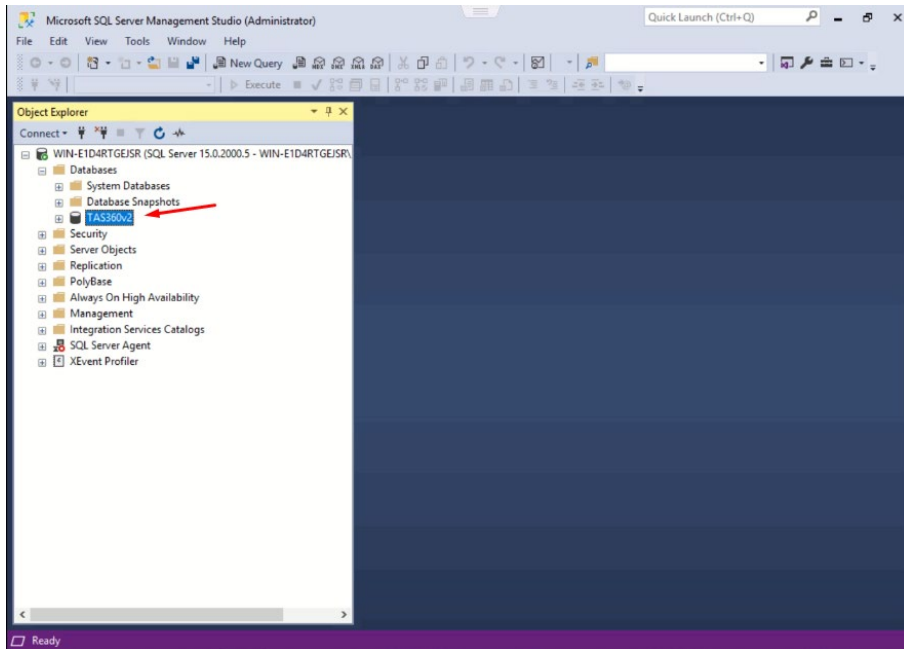 Microsoft SQL Server Management Studio (Administrator)
Quick Launch (Ctrl+Q)
File Edit View Tools Window Help
New Query
Execute
Object Explorer
Connect
WIN-E1D4RTGEJSR (SQL Server 15.0.2000.5 - WIN-E1D4RTGEJSR\
Databases
System Databases
Database Snapshots
TAS360v2
Security
Server Objects
Replication
PolyBase
Always On High Availability
Management
Integration Services Catalogs
SQL Server Agent
XEvent Profiler
Ready